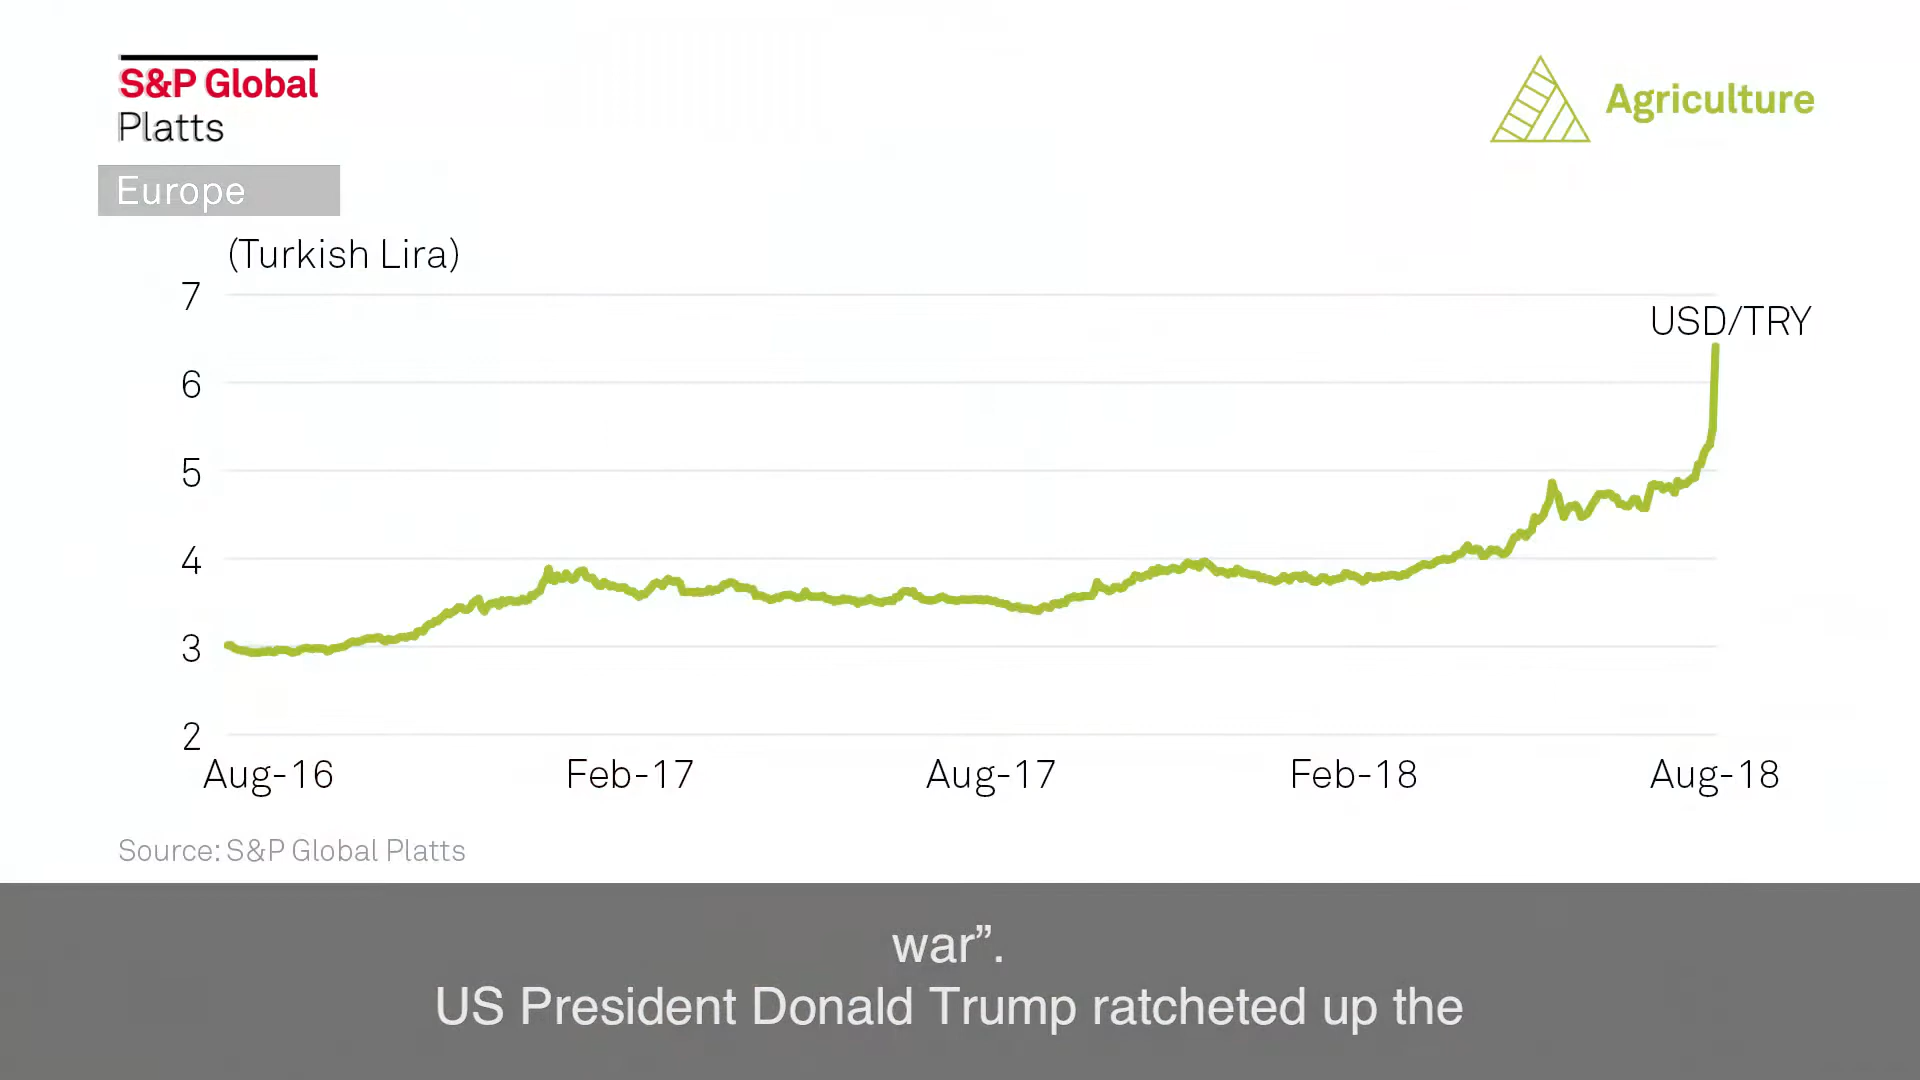 S&P Global
Platts
Agriculture
Europe
(Turkish Lira)
7
USD/TRY
6
5
4
3
2
Aug-16 Feb-17 Aug-17 Feb-18 Aug-18
Source: S&P Global Platts
war”.
US President Donald Trump ratcheted up the